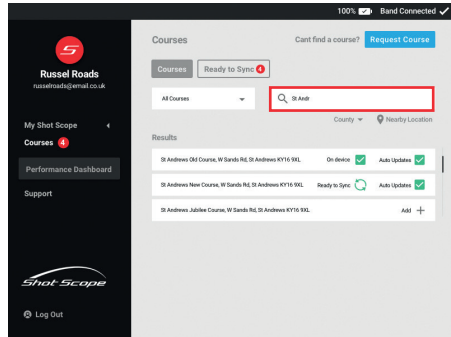 100% Band Connected
Russel Roads
russelroads@email.co.uk
My Shot Scope
Courses 4
Performance Dashboard
Support
Shot Scope
Log Out
Courses
Cant find a course? Request Course
Courses Ready to Sync 4
All Courses St Andr
County Nearby Location
Results
St Andrews Old Course, W Sands Rd, St Andrews KY16 9XL On device Auto Updates
St Andrews New Course, W Sands Rd, St Andrews KY16 9XL Ready to Sync Auto Updates
St Andrews Jubilee Course, W Sands Rd, St Andrews KY16 9XL Add